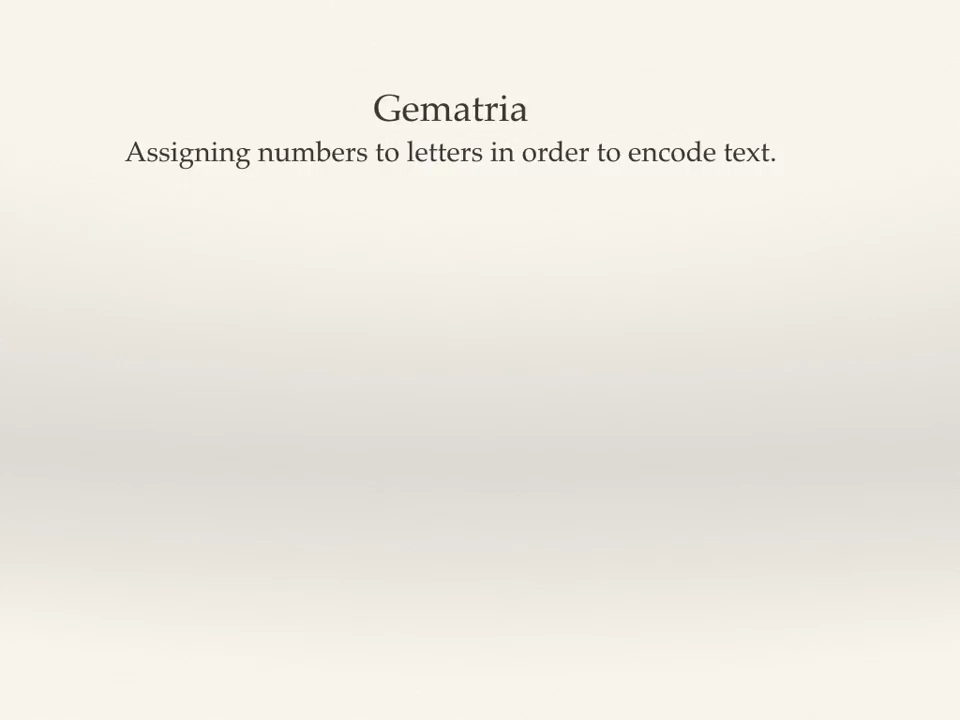 Gematria
Assigning numbers to letters in order to encode text.